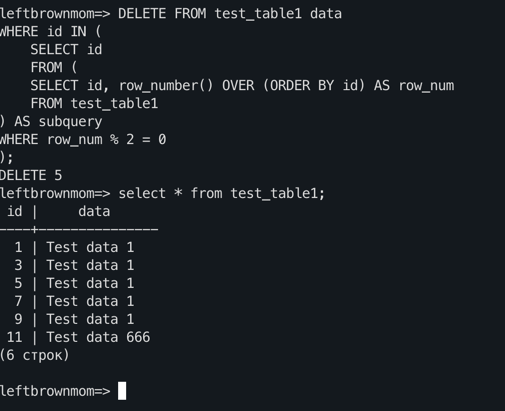 leftbrownmom=> DELETE FROM test_table1 data
WHERE id IN (
    SELECT id
    FROM (
    SELECT id, row_number() OVER (ORDER BY id) AS row_num
    FROM test_table1
) AS subquery
WHERE row_num % 2 = 0
);
DELETE 5
leftbrownmom=> select * from test_table1;
 id |     data
----+---------------
  1 | Test data 1
  3 | Test data 1
  5 | Test data 1
  7 | Test data 1
  9 | Test data 1
 11 | Test data 666
(6 строк)

leftbrownmom=>